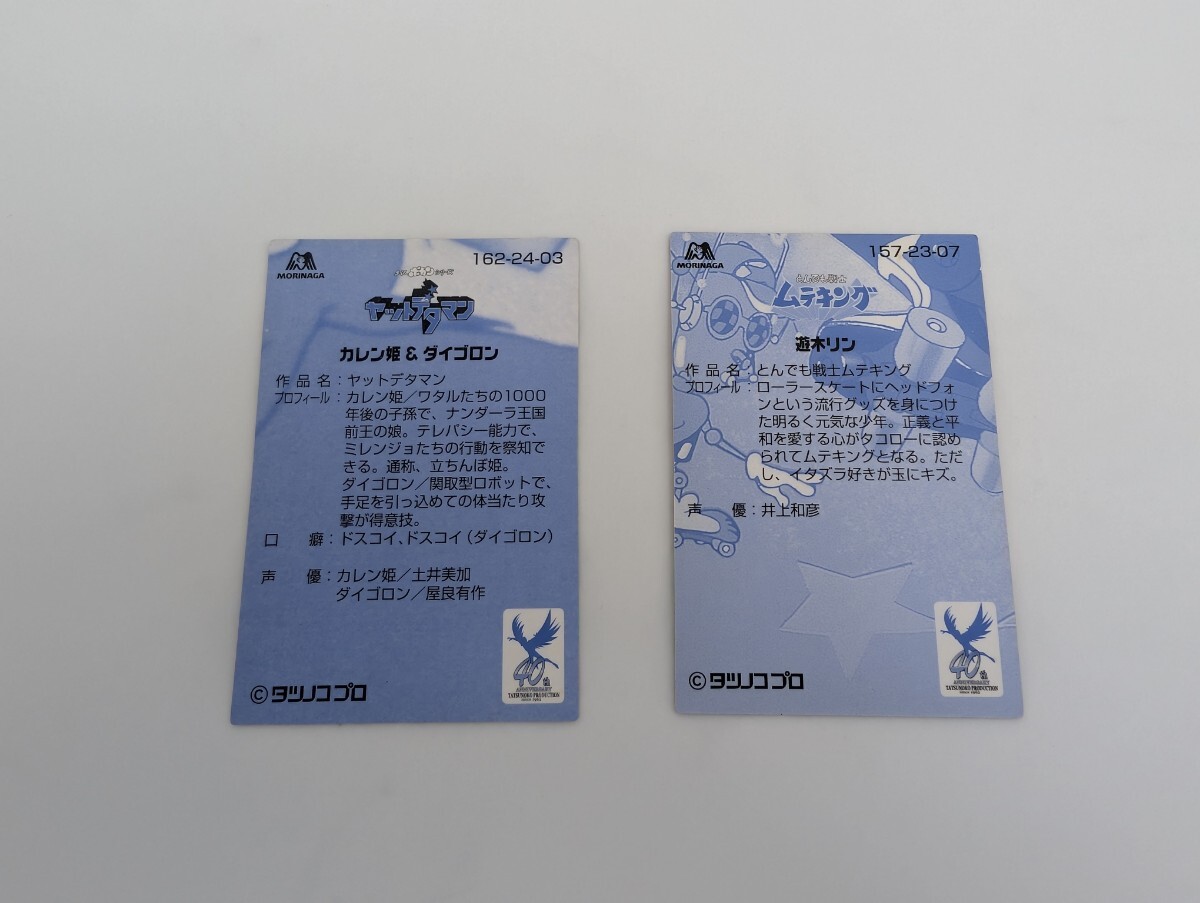 MORINAGA
162-24-03
ヤットデタマン
カレン姫 & ダイゴロン
作品名：ヤットデタマン
プロフィール：カレン姫／ワタルたちの1000
年後の子孫で、ナンダーラ王国
前王の娘。テレパシー能力で、
ミレンジョたちの行動を察知で
きる。通称、立ちんぼ姫。
ダイゴロン／関取型ロボットで、
手足を引っ込めての体当たり攻
撃が得意技。
口癖：ドスコイ、ドスコイ（ダイゴロン）
声優：カレン姫／土井美加
ダイゴロン／屋良有作
40th
ANNIVERSARY
TATSUNOKO PRODUCTION
© タツノコプロ
MORINAGA
157-23-07
とんでも戦士
ムテキング
遊木リン
作品名：とんでも戦士ムテキング
プロフィール：ローラースケートにヘッドフォ
ンという流行グッズを身につけ
た明るく元気な少年。正義と平
和を愛する心がタコローに認め
られてムテキングとなる。ただ
し、イタズラ好きが玉にキズ。
声優：井上和彦
40th
ANNIVERSARY
TATSUNOKO PRODUCTION
© タツノコプロ